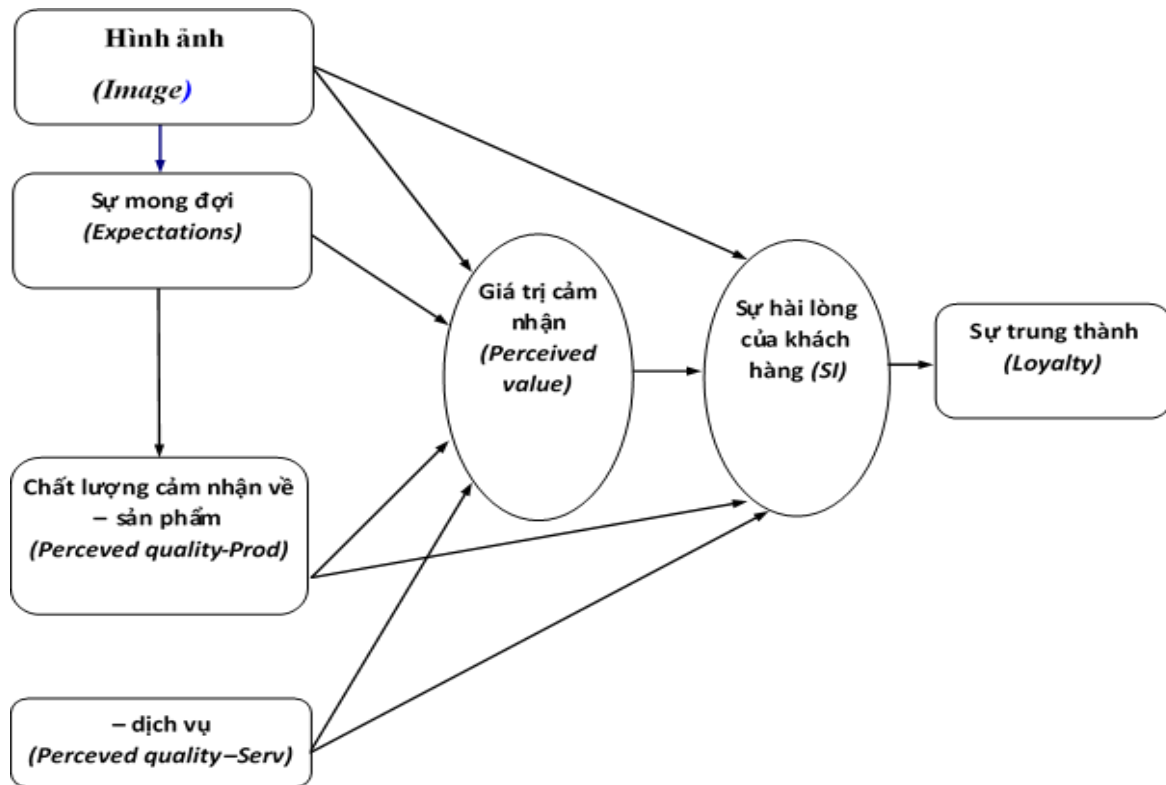 Hình ảnh
(Image)
Sự mong đợi
(Expectations)
Giá trị cảm
nhận
(Perceived
value)
Sự hài lòng
của khách
hàng (SI)
Sự trung thành
(Loyalty)
Chất lượng cảm nhận về
– sản phẩm
(Perceved quality-Prod)
– dịch vụ
(Perceved quality–Serv)